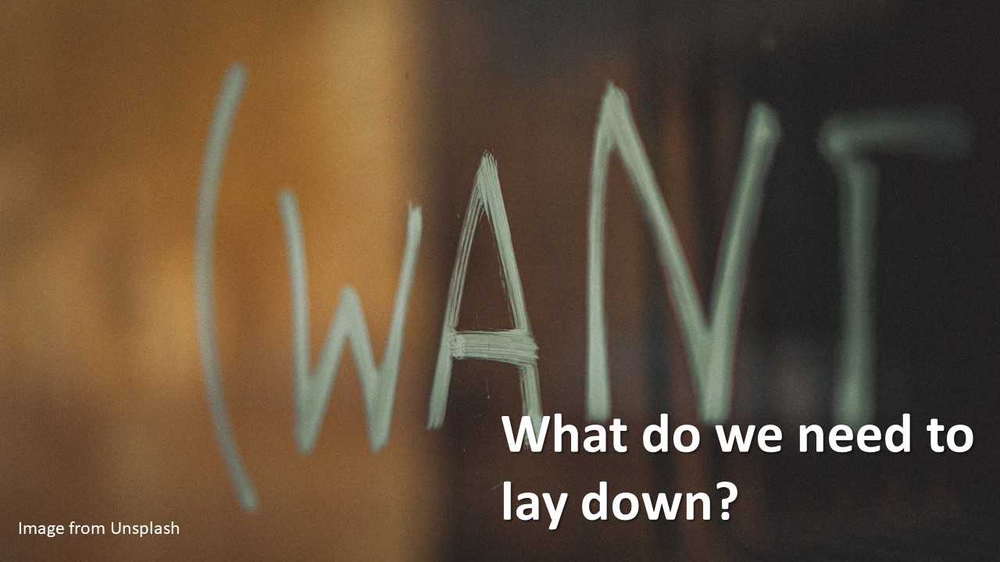 (WANT
What do we need to
lay down?
Image from Unsplash